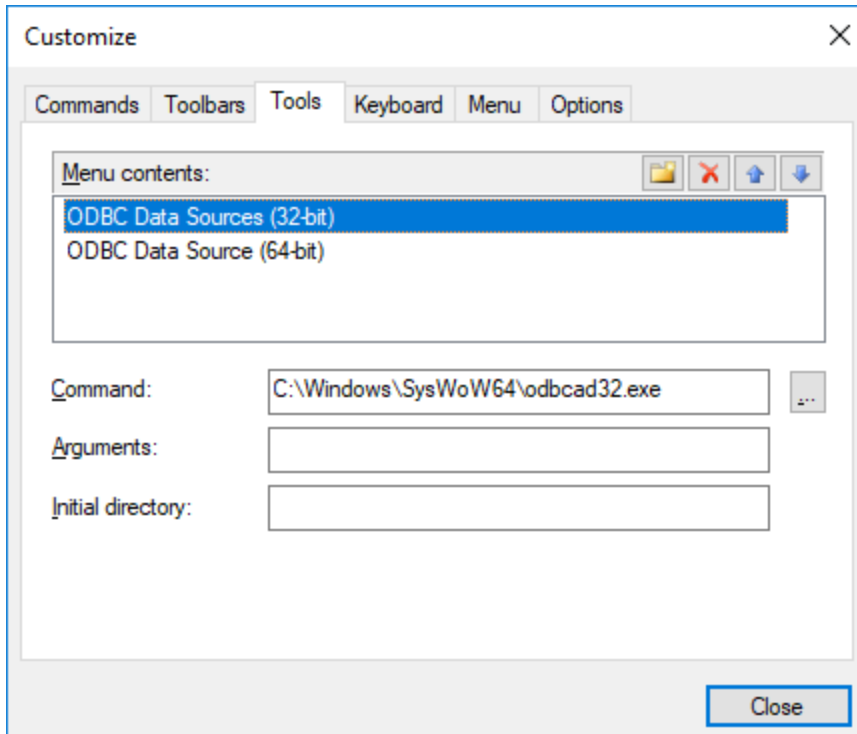 Customize
Commands Toolbars Tools Keyboard Menu Options
Menu contents:
ODBC Data Sources (32-bit)
ODBC Data Source (64-bit)
Command: C:\Windows\SysWoW64\odbcad32.exe ...
Arguments:
Initial directory:
Close